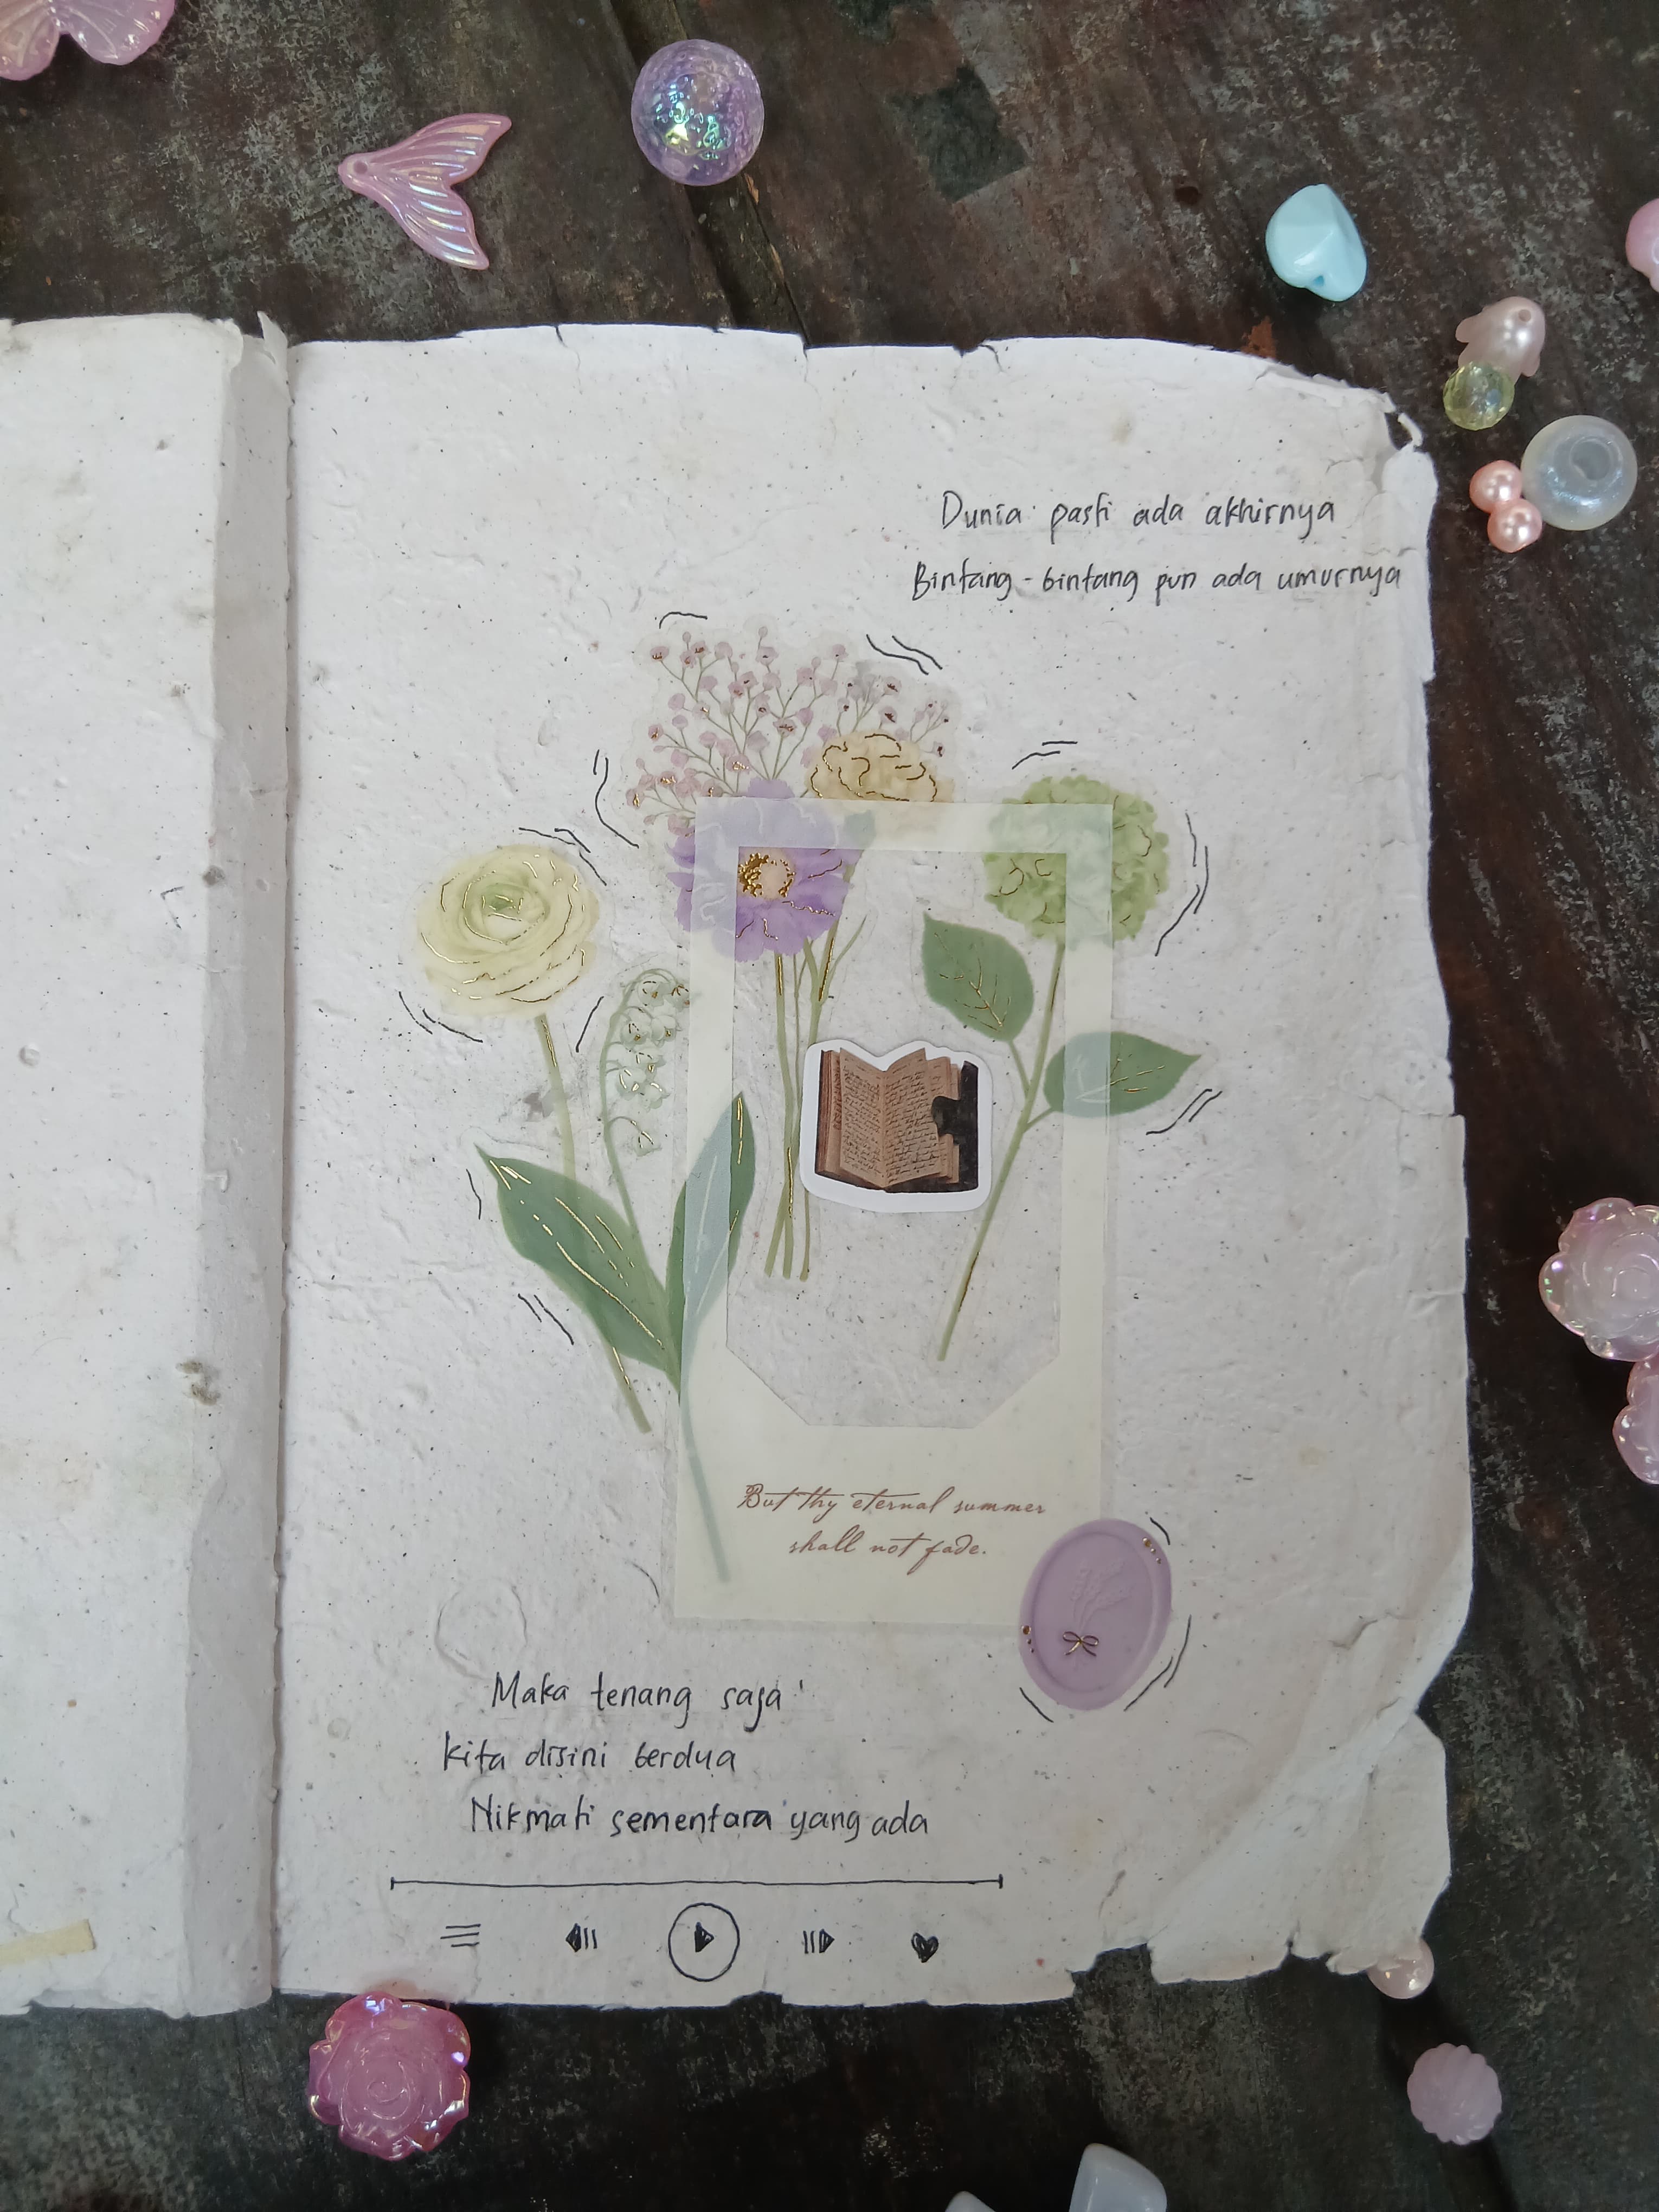 Dunia pasti ada akhirnya
Bintang-bintang pun ada umurnya
But thy eternal summer
shall not fade.
Maka tenang saja
kita disini berdua
Nikmati sementara yang ada